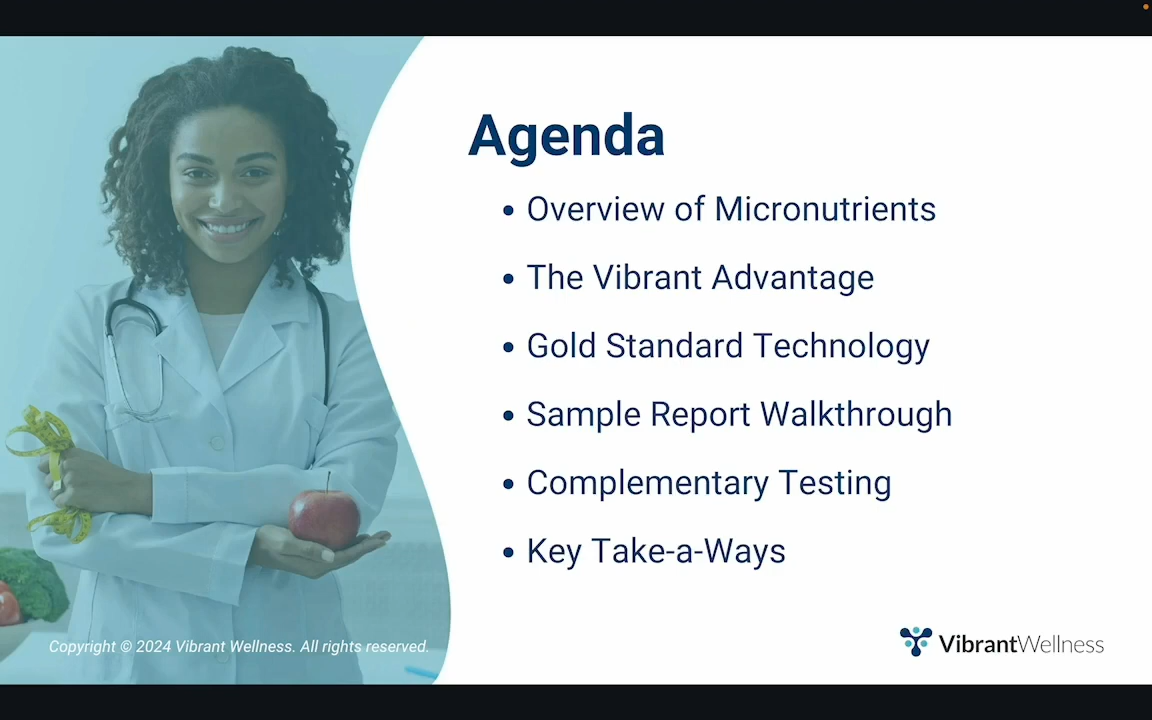 Agenda
• Overview of Micronutrients
• The Vibrant Advantage
• Gold Standard Technology
• Sample Report Walkthrough
• Complementary Testing
• Key Take-a-Ways
Copyright © 2024 Vibrant Wellness. All rights reserved.
VibrantWellness